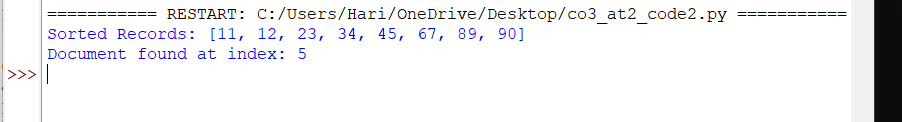 =========== RESTART: C:/Users/Hari/OneDrive/Desktop/co3_at2_code2.py ===========
Sorted Records: [11, 12, 23, 34, 45, 67, 89, 90]
Document found at index: 5
>>>